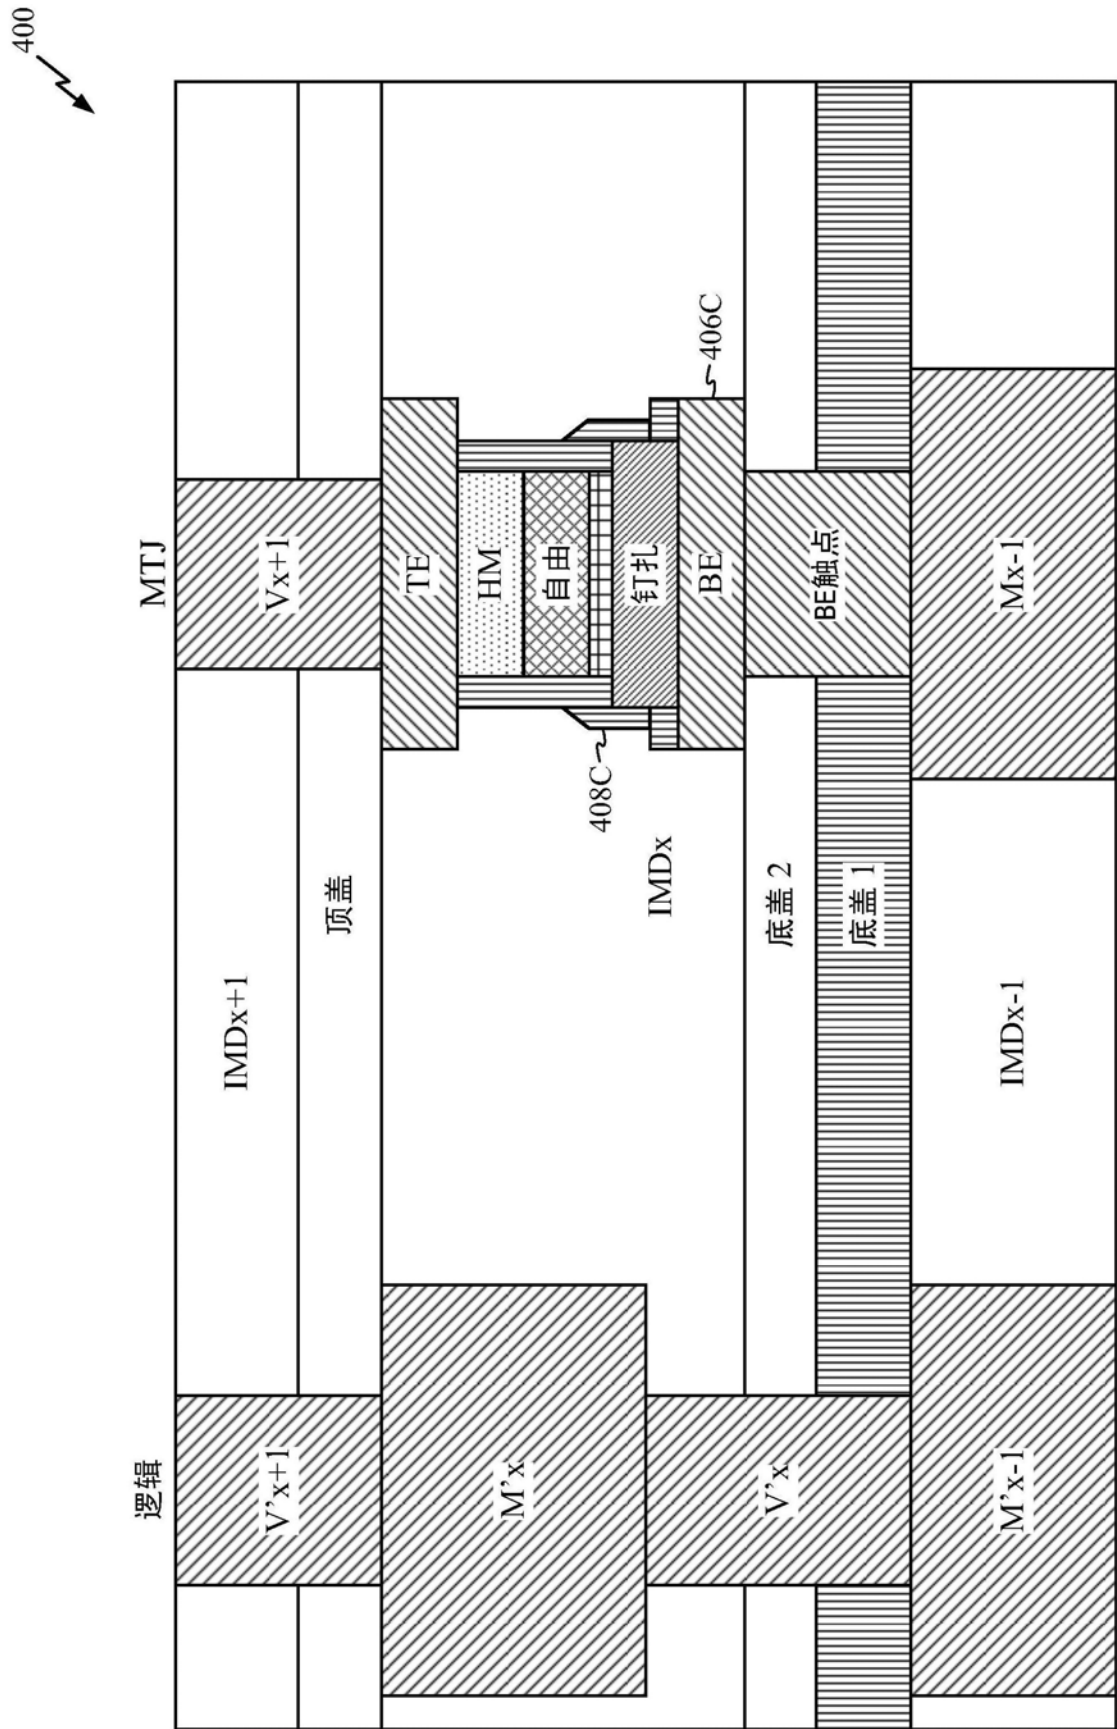 400
逻辑
MTJ
V'x+1
IMDx+1
Vx+1
顶盖
TE
M'x
HM
自由
408C
钉扎
IMDx
BE
406C
V'x
底盖 2
BE触点
底盖 1
M'x-1
IMDx-1
Mx-1